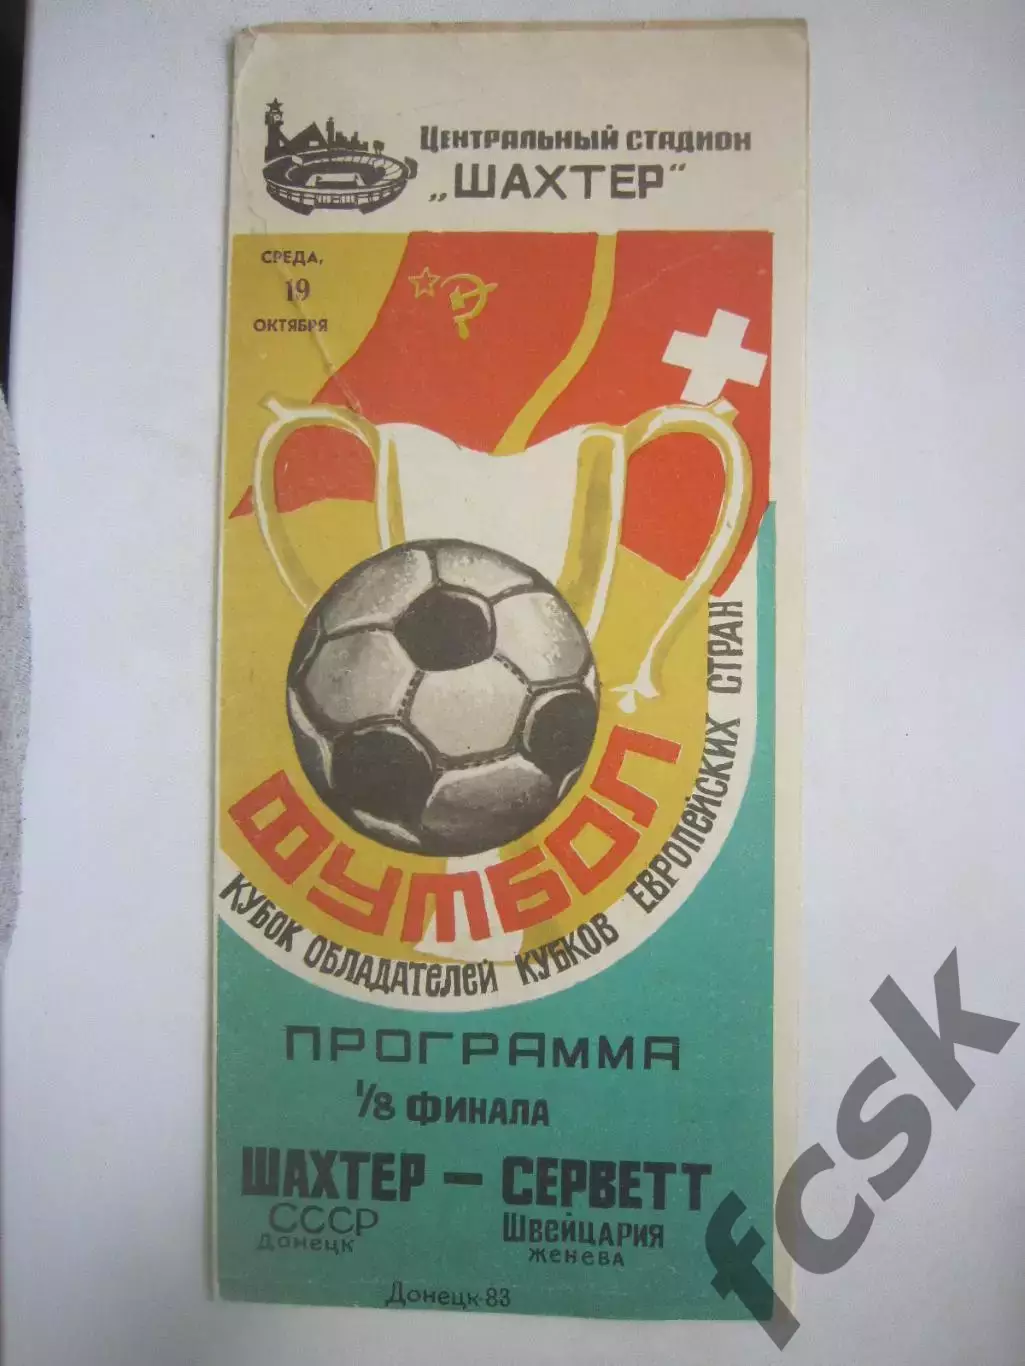 Центральный стадион
„ШАХТЕР"
СРЕДА,
19
ОКТЯБРЯ
ФУТБОЛ
КУБОК ОБЛАДАТЕЛЕЙ КУБКОВ ЕВРОПЕЙСКИХ СТРАН
ПРОГРАММА
1/8 ФИНАЛА
ШАХТЕР – СЕРВЕТТ
СССР
Донецк
Швейцария
Женева
Донецк-83
fcsk